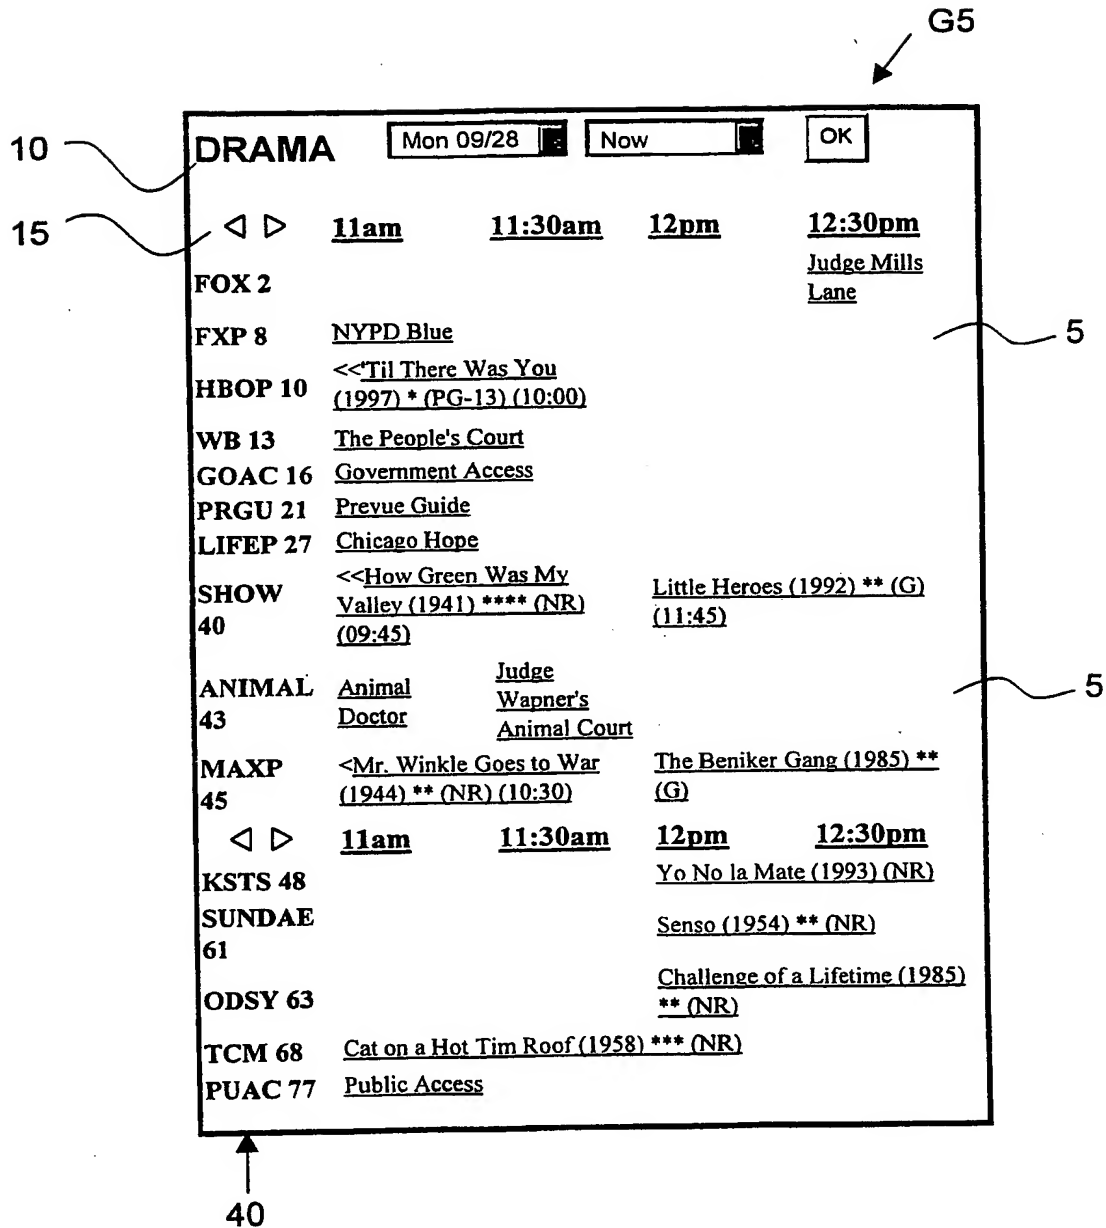 G5
10
DRAMA Mon 09/28 Now OK
15
11am 11:30am 12pm 12:30pm
FOX 2
Judge Mills
Lane
5
FXP 8 NYPD Blue
HBOP 10
<<'Til There Was You
(1997) * (PG-13) (10:00)
WB 13 The People's Court
GOAC 16 Government Access
PRGU 21 Prevue Guide
LIFEP 27 Chicago Hope
SHOW
40
<<How Green Was My
Valley (1941) **** (NR)
(09:45)
Little Heroes (1992) ** (G)
(11:45)
ANIMAL
43
Animal
Doctor
Judge
Wapner's
Animal Court
5
MAXP
45
<Mr. Winkle Goes to War
(1944) ** (NR) (10:30)
The Beniker Gang (1985) **
(G)
11am 11:30am 12pm 12:30pm
KSTS 48 Yo No la Mate (1993) (NR)
SUNDAE
61
Senso (1954) ** (NR)
ODSY 63
Challenge of a Lifetime (1985)
** (NR)
TCM 68 Cat on a Hot Tim Roof (1958) *** (NR)
PUAC 77 Public Access
40